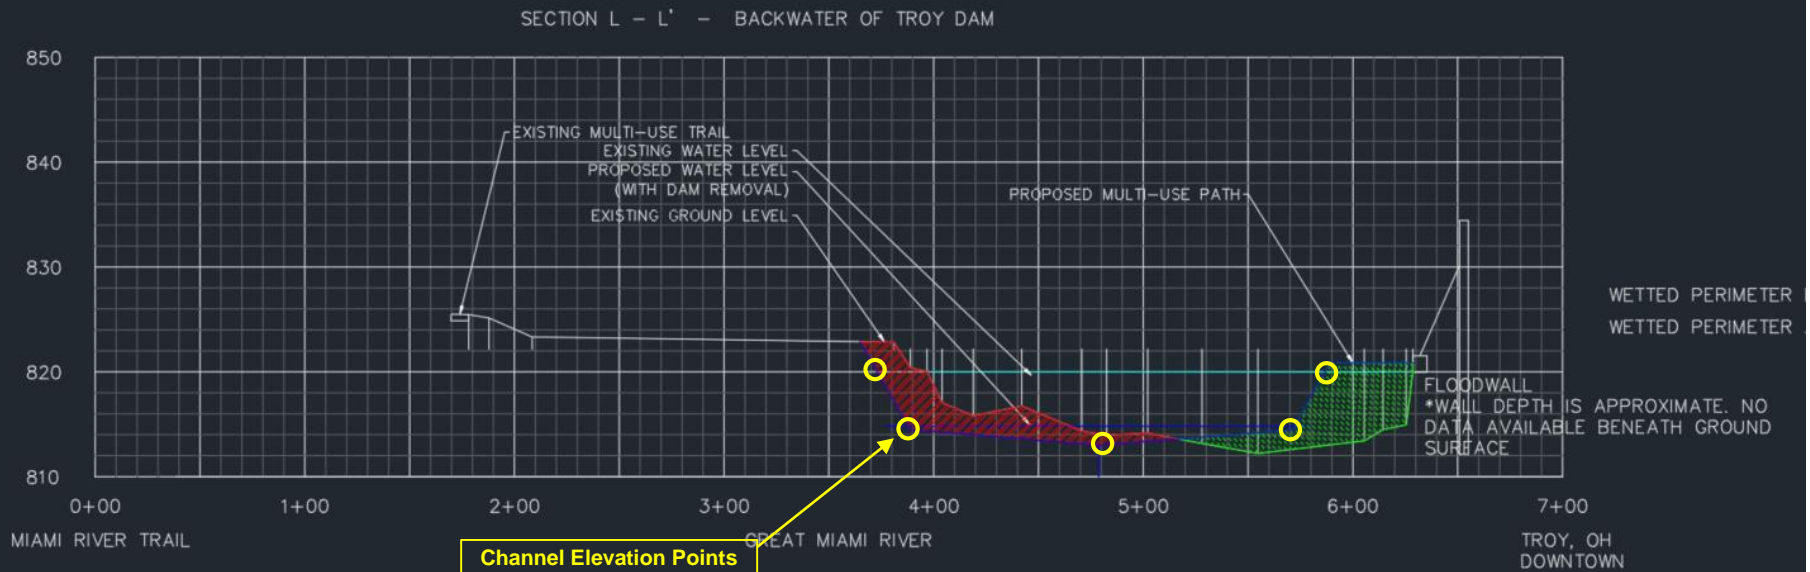 SECTION L - L' - BACKWATER OF TROY DAM
850
840
830
820
810
EXISTING MULTI-USE TRAIL
EXISTING WATER LEVEL
PROPOSED WATER LEVEL
(WITH DAM REMOVAL)
EXISTING GROUND LEVEL
PROPOSED MULTI-USE PATH
WETTED PERIMETER
WETTED PERIMETER
FLOODWALL
*WALL DEPTH IS APPROXIMATE. NO
DATA AVAILABLE BENEATH GROUND
SURFACE
0+00 1+00 2+00 3+00 4+00 5+00 6+00 7+00
MIAMI RIVER TRAIL
GREAT MIAMI RIVER
TROY, OH
DOWNTOWN
Channel Elevation Points